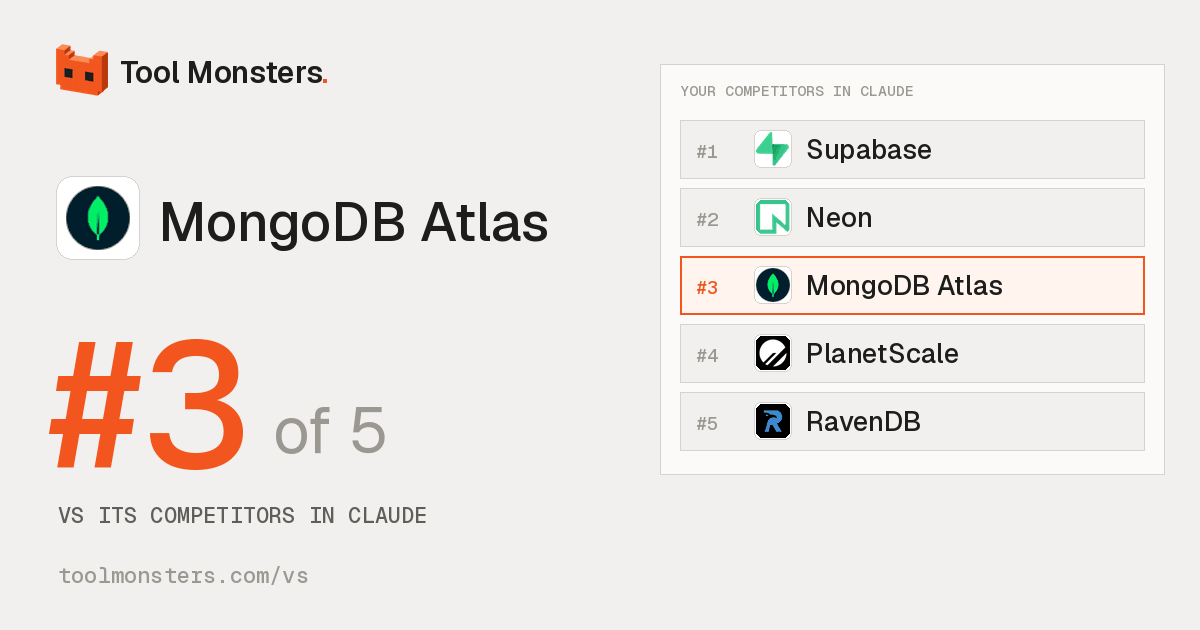 Tool Monsters.
MongoDB Atlas
#3 of 5
VS ITS COMPETITORS IN CLAUDE
toolmonsters.com/vs
YOUR COMPETITORS IN CLAUDE
#1 Supabase
#2 Neon
#3 MongoDB Atlas
#4 PlanetScale
#5 RavenDB